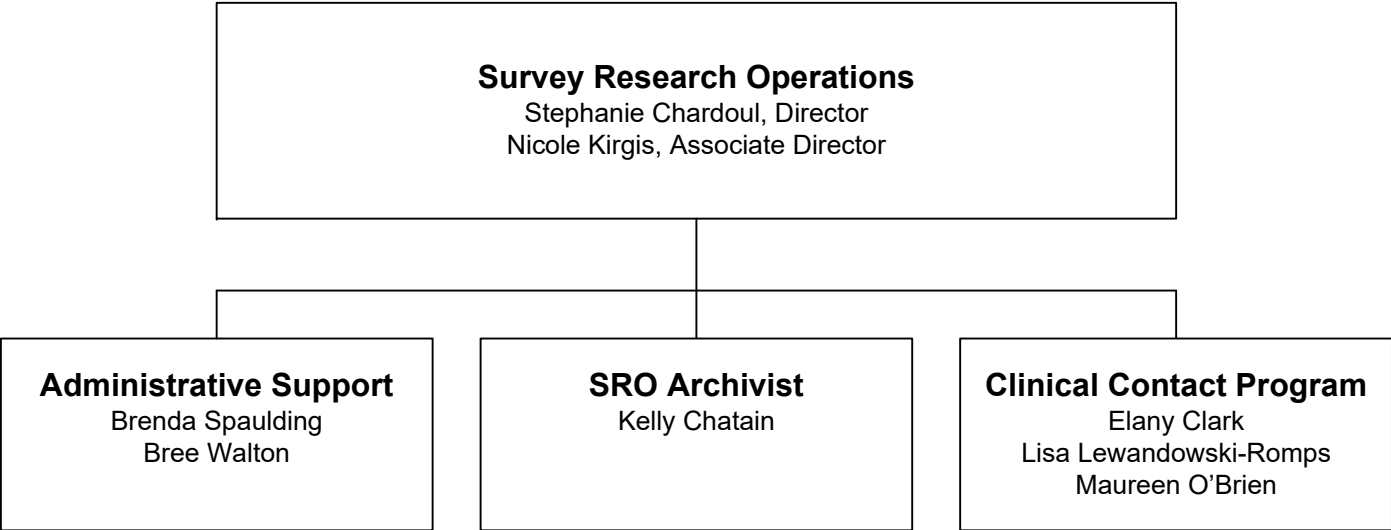 Survey Research Operations
Stephanie Chardoul, Director
Nicole Kirgis, Associate Director
Administrative Support
Brenda Spaulding
Bree Walton
SRO Archivist
Kelly Chatain
Clinical Contact Program
Elany Clark
Lisa Lewandowski-Romps
Maureen O’Brien